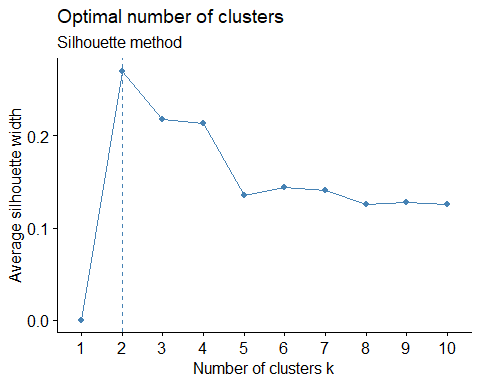 Optimal number of clusters
Silhouette method
Average silhouette width
0.2
0.1
0.0
1 2 3 4 5 6 7 8 9 10
Number of clusters k